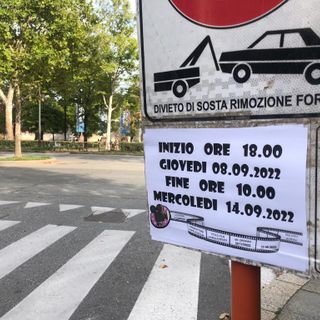 DIVIETO DI SOSTA RIMOZIONE FOR
INIZIO ORE 18.00
GIOVEDI 08.09.2022
FINE ORE 10.00
MERCOLEDI 14.09.2022